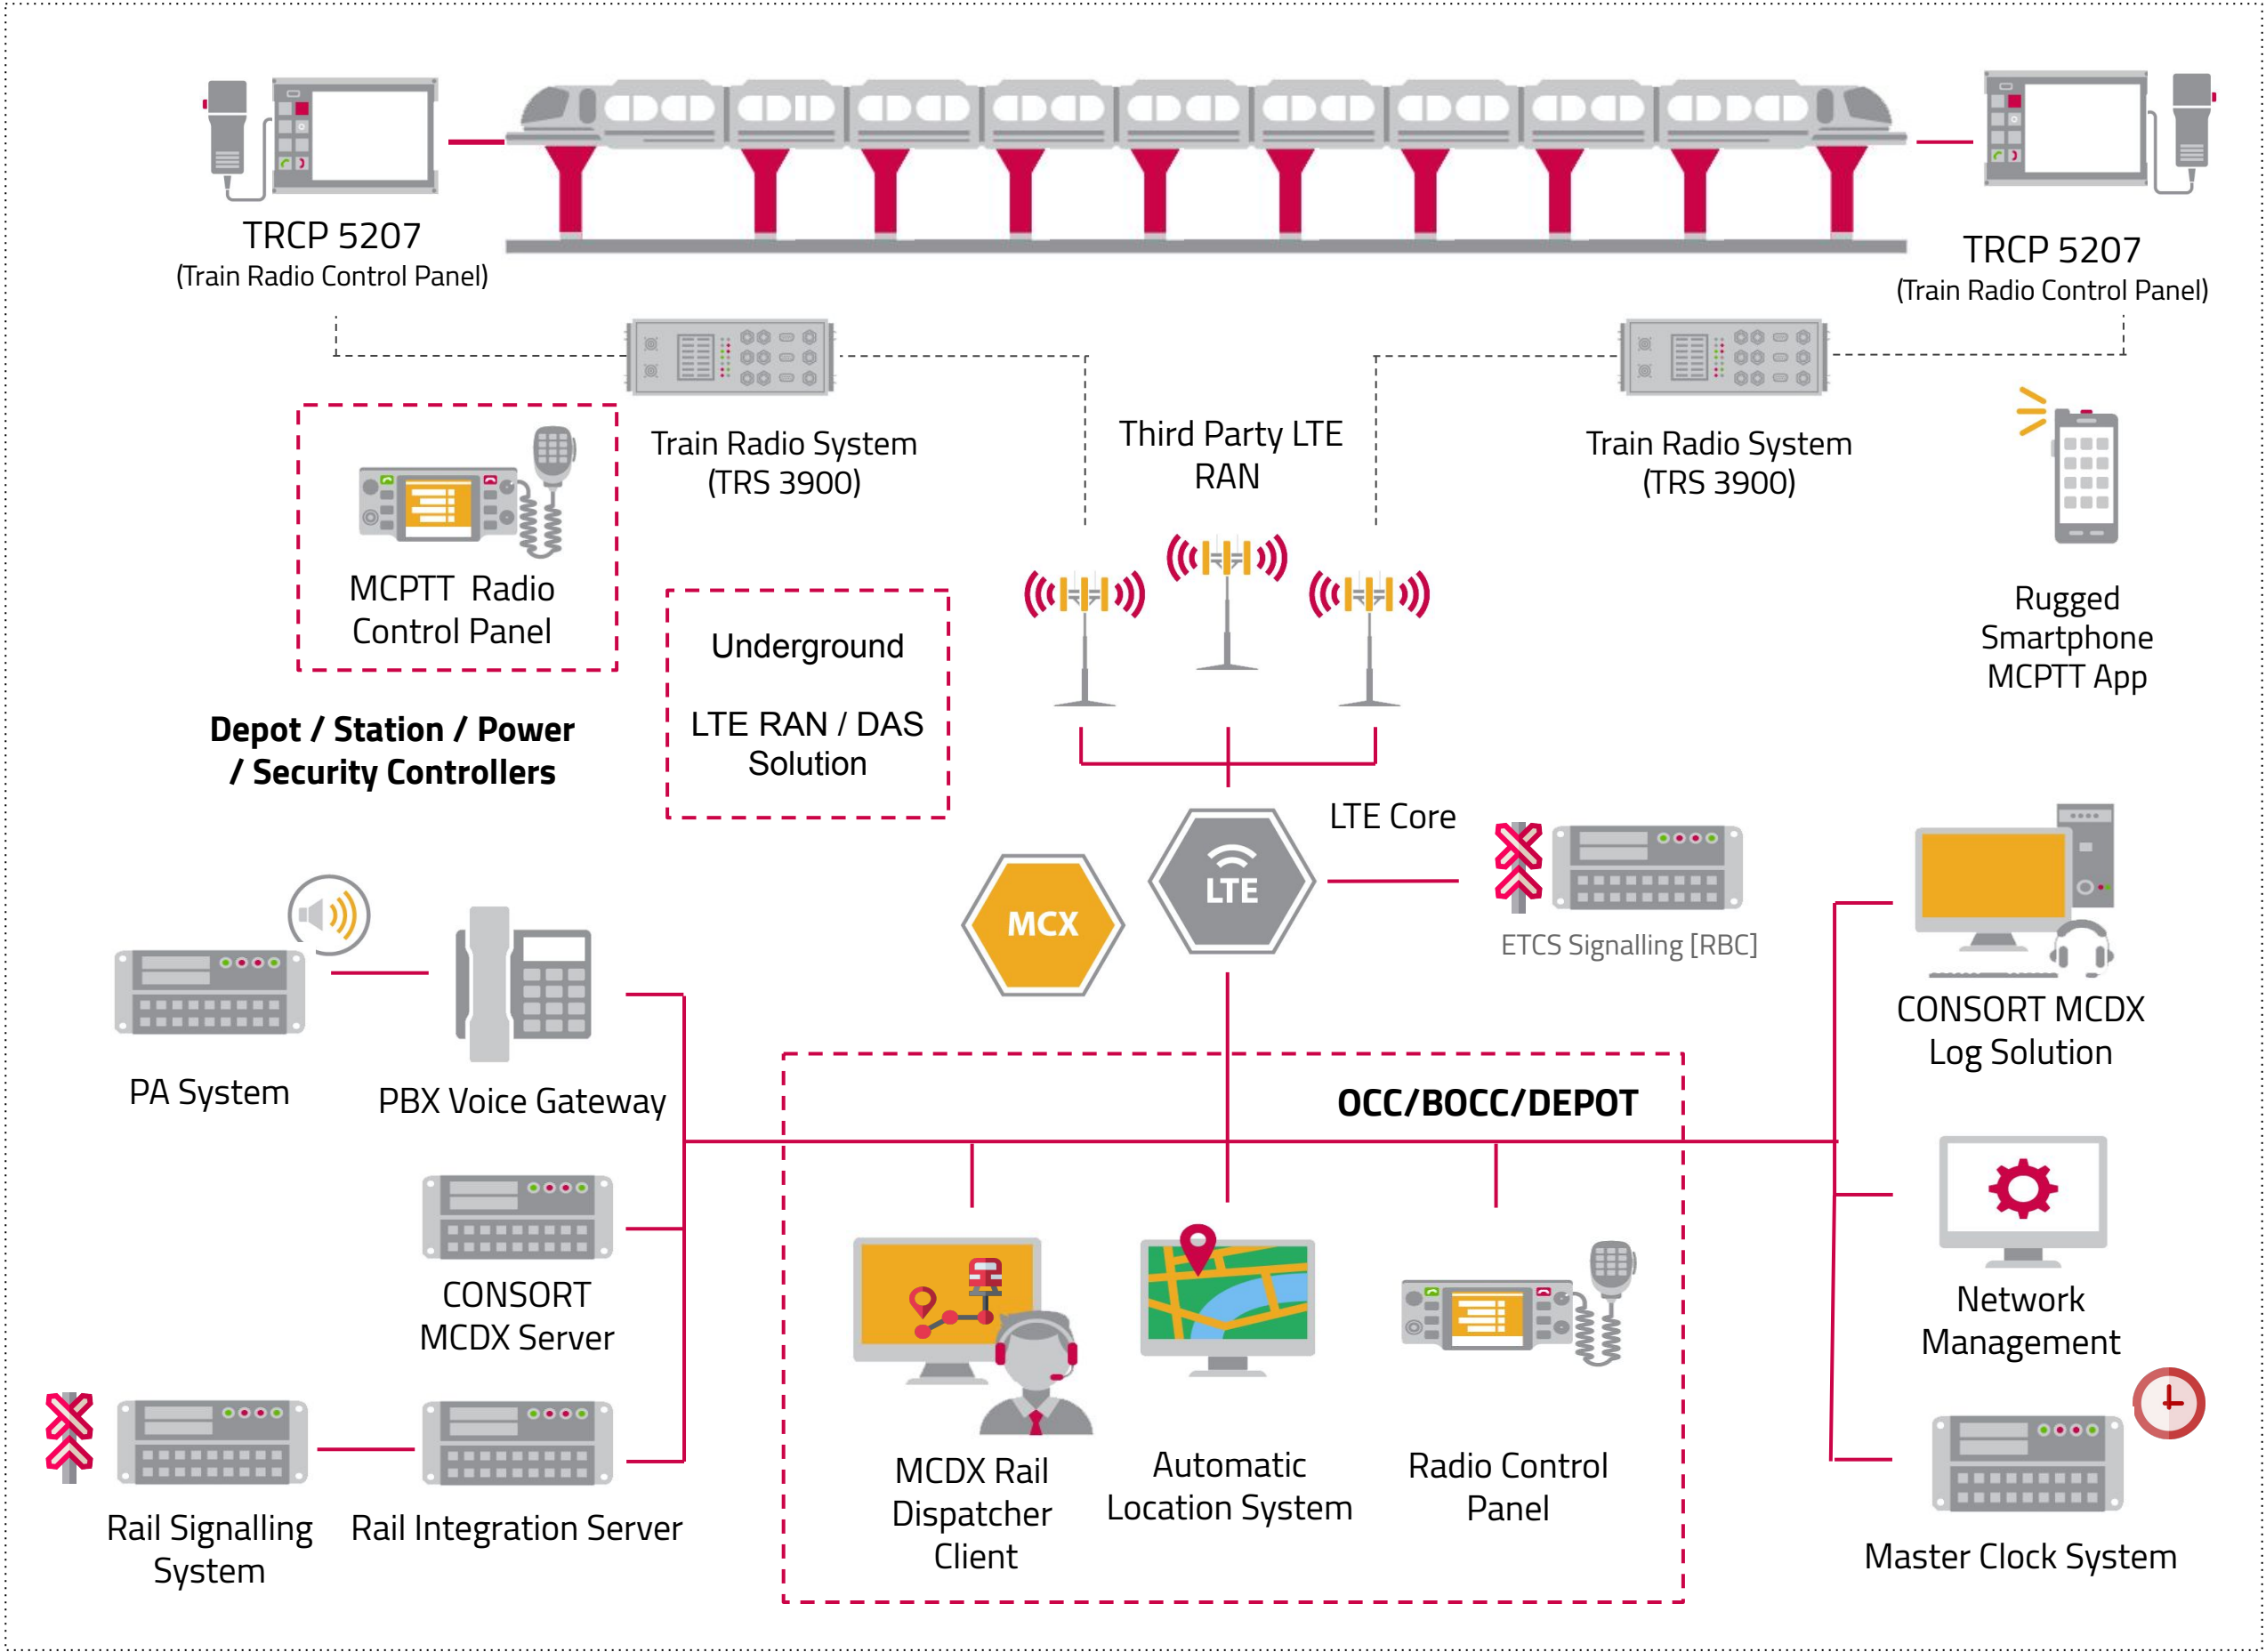 TRCP 5207
(Train Radio Control Panel)
TRCP 5207
(Train Radio Control Panel)
Train Radio System
(TRS 3900)
Third Party LTE
RAN
Train Radio System
(TRS 3900)
MCPTT Radio
Control Panel
Rugged
Smartphone
MCPTT App
Underground
LTE RAN / DAS
Solution
Depot / Station / Power
/ Security Controllers
LTE Core
LTE
MCX
ETCS Signalling [RBC]
PA System
PBX Voice Gateway
CONSORT MCDX
Log Solution
OCC/BOCC/DEPOT
CONSORT
MCDX Server
Network
Management
Rail Signalling
System
Rail Integration Server
MCDX Rail
Dispatcher
Client
Automatic
Location System
Radio Control
Panel
Master Clock System